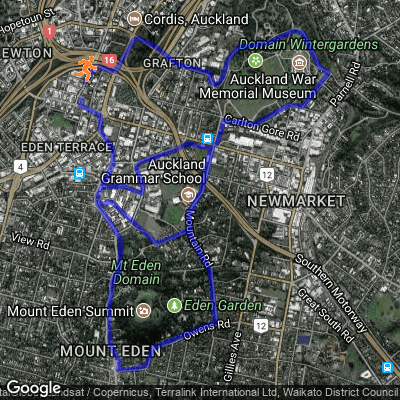 Hopetoun St
Cordis, Auckland
EWTON
1
16
GRAFTON
Domain Wintergardens
Auckland War
Memorial Museum
Parnell Rd
Carlton Gore Rd
EDEN TERRACE
4
Auckland
Grammar School
NEWMARKET
View Rd
Mountain Rd
Mt Eden
Domain
Southern Motorway
Great South Rd
Mount Eden Summit
Eden Garden
Owens Rd
12
12
Gillies Ave
MOUNT EDEN
Google
Landsat / Copernicus, Terralink International Ltd, Waikato District Council